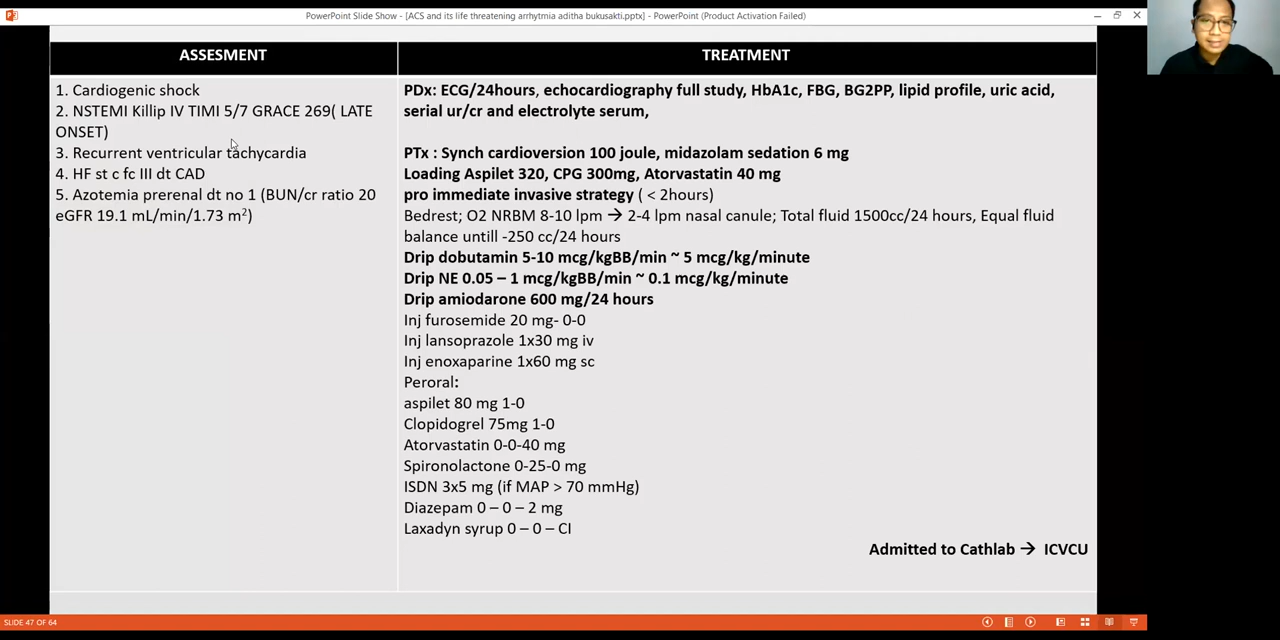 PowerPoint Slide Show - [ACS and its life threatening arrhytmia aditha bukusakti.pptx] - PowerPoint (Product Activation Failed)
ASSESMENT
1. Cardiogenic shock
2. NSTEMI Killip IV TIMI 5/7 GRACE 269( LATE
ONSET)
3. Recurrent ventricular tachycardia
4. HF st c fc III dt CAD
5. Azotemia prerenal dt no 1 (BUN/cr ratio 20
eGFR 19.1 mL/min/1.73 m²)
TREATMENT
PDx: ECG/24hours, echocardiography full study, HbA1c, FBG, BG2PP, lipid profile, uric acid,
serial ur/cr and electrolyte serum,
PTx : Synch cardioversion 100 joule, midazolam sedation 6 mg
Loading Aspilet 320, CPG 300mg, Atorvastatin 40 mg
pro immediate invasive strategy ( < 2hours)
Bedrest; O2 NRBM 8-10 lpm → 2-4 lpm nasal canule; Total fluid 1500cc/24 hours, Equal fluid
balance untill -250 cc/24 hours
Drip dobutamin 5-10 mcg/kgBB/min ~ 5 mcg/kg/minute
Drip NE 0.05 – 1 mcg/kgBB/min ~ 0.1 mcg/kg/minute
Drip amiodarone 600 mg/24 hours
Inj furosemide 20 mg- 0-0
Inj lansoprazole 1x30 mg iv
Inj enoxaparine 1x60 mg sc
Peroral:
aspilet 80 mg 1-0
Clopidogrel 75mg 1-0
Atorvastatin 0-0-40 mg
Spironolactone 0-25-0 mg
ISDN 3x5 mg (if MAP > 70 mmHg)
Diazepam 0 – 0 – 2 mg
Laxadyn syrup 0 – 0 – CI
Admitted to Cathlab → ICVCU
SLIDE 47 OF 64